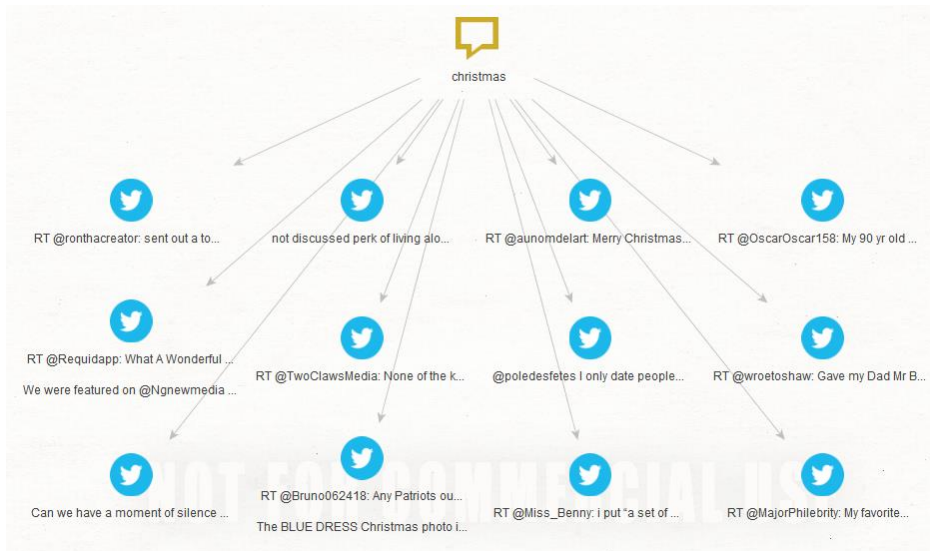 christmas
RT @ronthacreator: sent out a to...
not discussed perk of living alo...
RT @aunomdelart: Merry Christmas...
RT @OscarOscar158: My 90 yr old ...
RT @Requidapp: What A Wonderful ...
We were featured on @Ngnewmedia ...
RT @TwoClawsMedia: None of the k...
@poledesfetes I only date people...
RT @wroetoshaw: Gave my Dad Mr B...
Can we have a moment of silence ...
RT @Bruno062418: Any Patriots ou...
The BLUE DRESS Christmas photo i...
RT @Miss_Benny: i put “a set of ...
RT @MajorPhilebrity: My favorite...
NOT FOR COMMERCIAL US